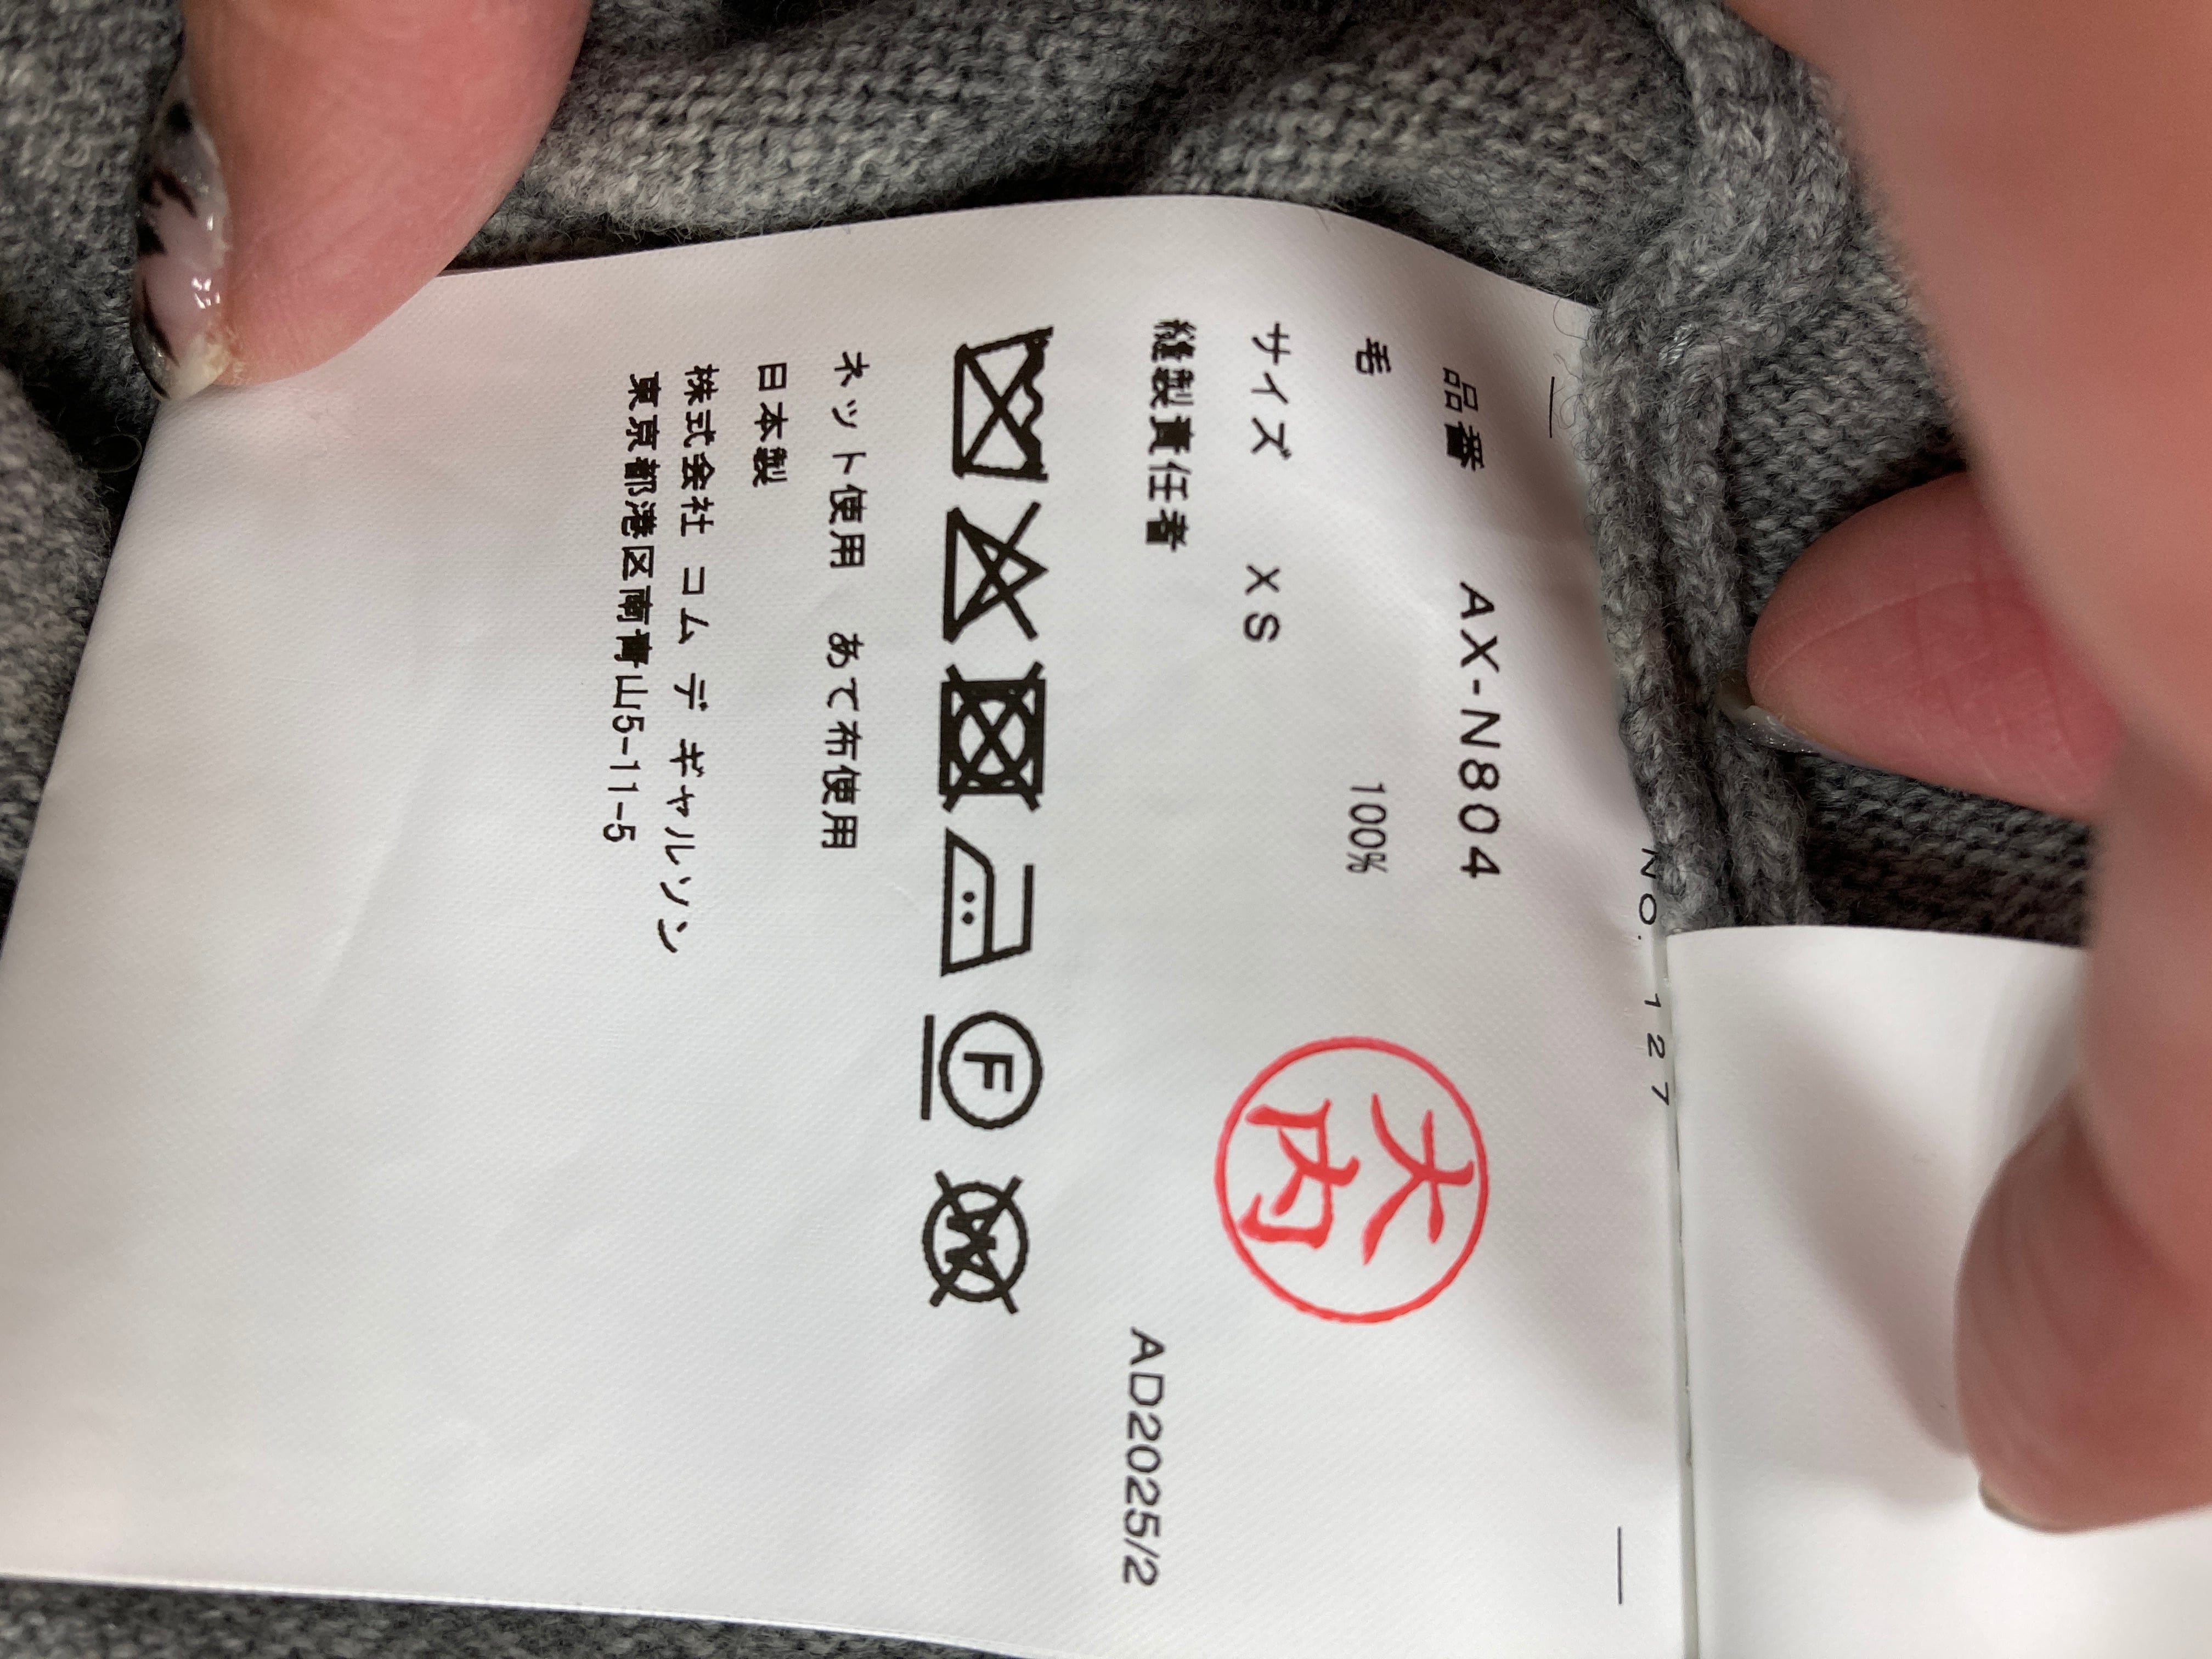 NO. 127
品番 AX-N804
毛 100%
サイズ XS
大内
縫製責任者
AD2025/2
F
W
ネット使用 あて布使用
日本製
株式会社 コム デ ギャルソン
東京都港区南青山5-11-5